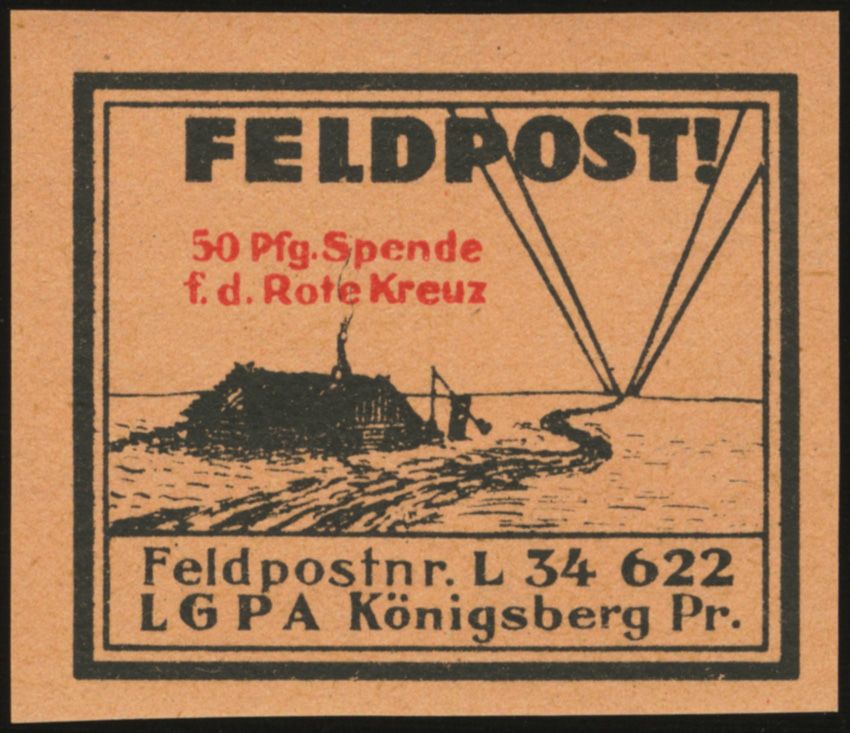 FELDPOST!
50 Pfg. Spende
f. d. Rote Kreuz
Feldpostnr. L 34 622
LGPA Königsberg Pr.